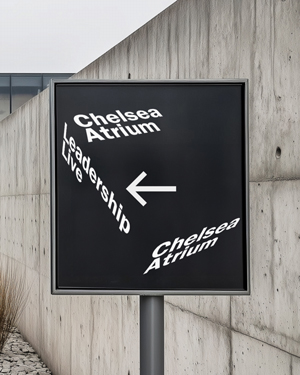 Chelsea
Atrium
Leadership
Live
←
Chelsea
Atrium